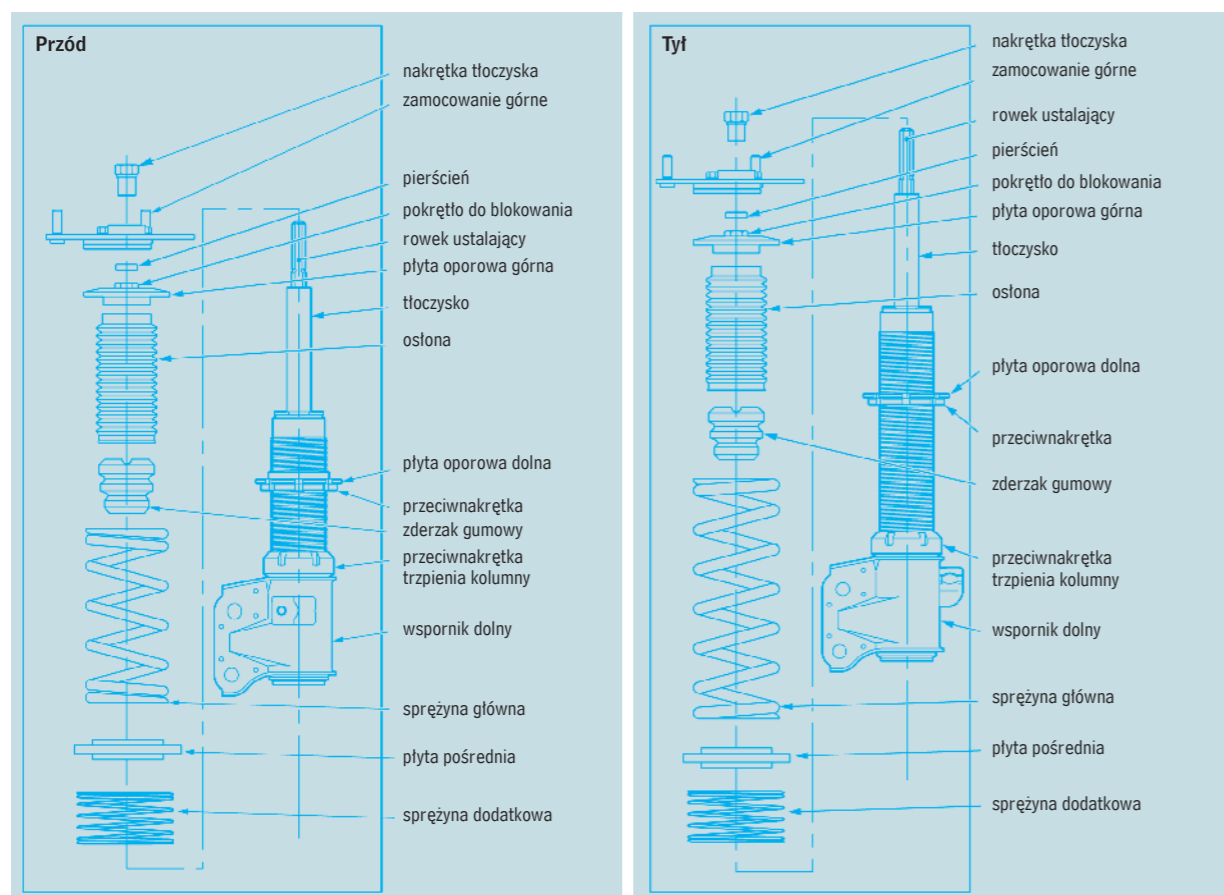 Przód
nakrętka tłoczyska
zamocowanie górne
pierścień
pokrętło do blokowania
rowek ustalający
płyta oporowa górna
tłoczysko
osłona
płyta oporowa dolna
przeciwnakrętka
zderzak gumowy
przeciwnakrętka
trzpienia kolumny
wspornik dolny
sprężyna główna
płyta pośrednia
sprężyna dodatkowa
Tył
nakrętka tłoczyska
zamocowanie górne
rowek ustalający
pierścień
pokrętło do blokowania
płyta oporowa górna
tłoczysko
osłona
płyta oporowa dolna
przeciwnakrętka
zderzak gumowy
przeciwnakrętka
trzpienia kolumny
wspornik dolny
sprężyna główna
płyta pośrednia
sprężyna dodatkowa